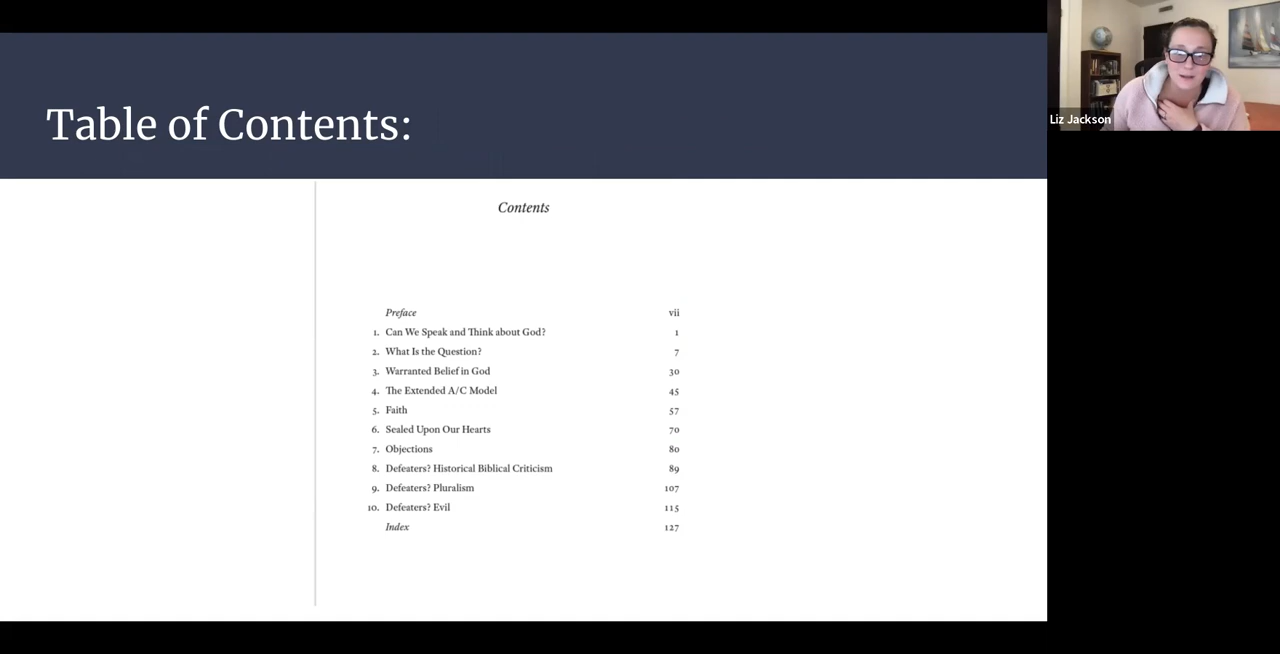 Table of Contents:
Liz Jackson
Contents
Preface vii
1. Can We Speak and Think about God? 1
2. What Is the Question? 7
3. Warranted Belief in God 30
4. The Extended A/C Model 45
5. Faith 57
6. Sealed Upon Our Hearts 70
7. Objections 80
8. Defeaters? Historical Biblical Criticism 89
9. Defeaters? Pluralism 107
10. Defeaters? Evil 115
Index 127